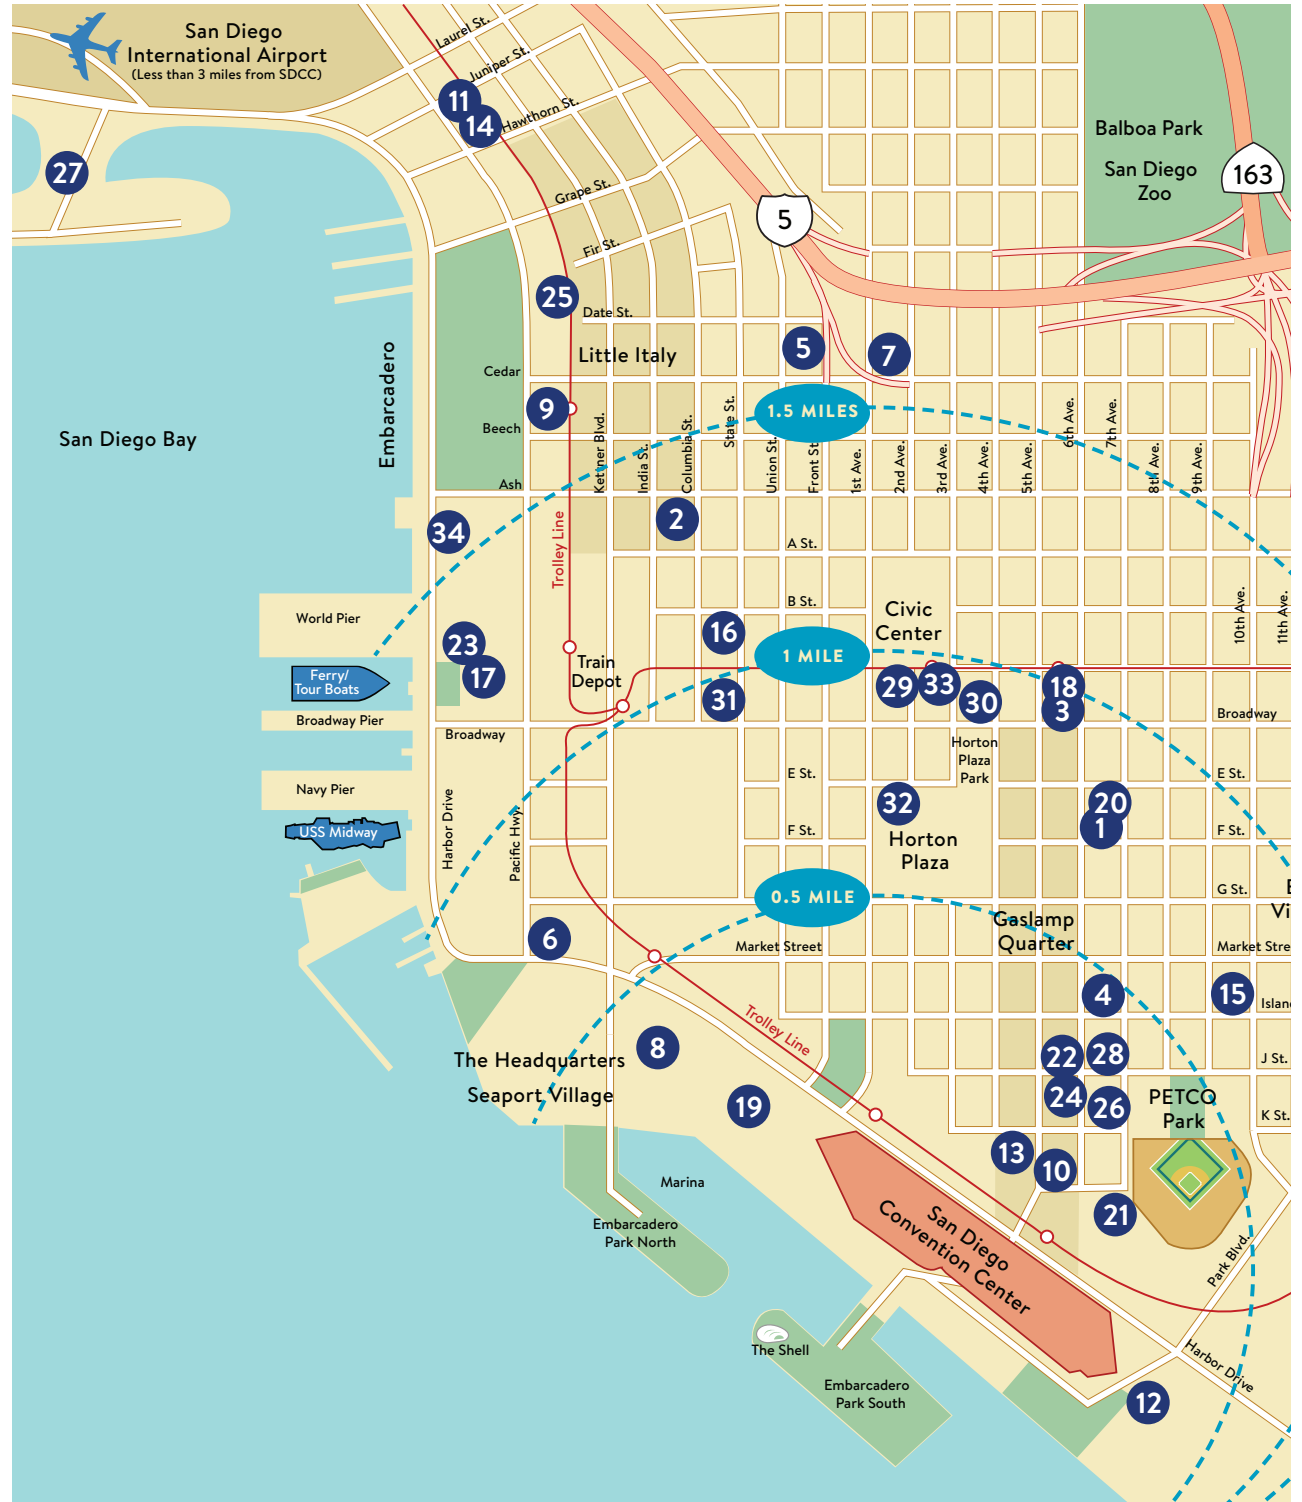 San Diego
International Airport
(Less than 3 miles from SDCC)
Laurel St.
Juniper St.
Hawthorn St.
Grape St.
Fir St.
Date St.
11
14
27
5
163
Balboa Park
San Diego
Zoo
25
Little Italy
5
7
Cedar
Beech
Ash
9
1.5 MILES
Embarcadero
San Diego Bay
Kettner Blvd.
India St.
Columbia St.
State St.
Union St.
Front St.
1st Ave.
2nd Ave.
3rd Ave.
4th Ave.
5th Ave.
6th Ave.
7th Ave.
8th Ave.
9th Ave.
10th Ave.
11th Ave.
34
2
Trolley Line
A St.
B St.
Civic
Center
World Pier
23
17
16
1 MILE
Train
Depot
Ferry/
Tour Boats
31
29
33
30
18
3
Broadway Pier
Broadway
Broadway
Horton
Plaza
Park
E St.
E St.
Navy Pier
USS Midway
Harbor Drive
Pacific Hwy.
32
20
1
F St.
F St.
Horton
Plaza
0.5 MILE
G St.
Gaslamp
Quarter
6
Market Street
4
15
Trolley Line
8
The Headquarters
Seaport Village
22
28
J St.
19
24
26
PETCO
Park
K St.
13
10
Marina
21
Embarcadero
Park North
San Diego
Convention Center
Park Blvd.
The Shell
Harbor Drive
Embarcadero
Park South
12